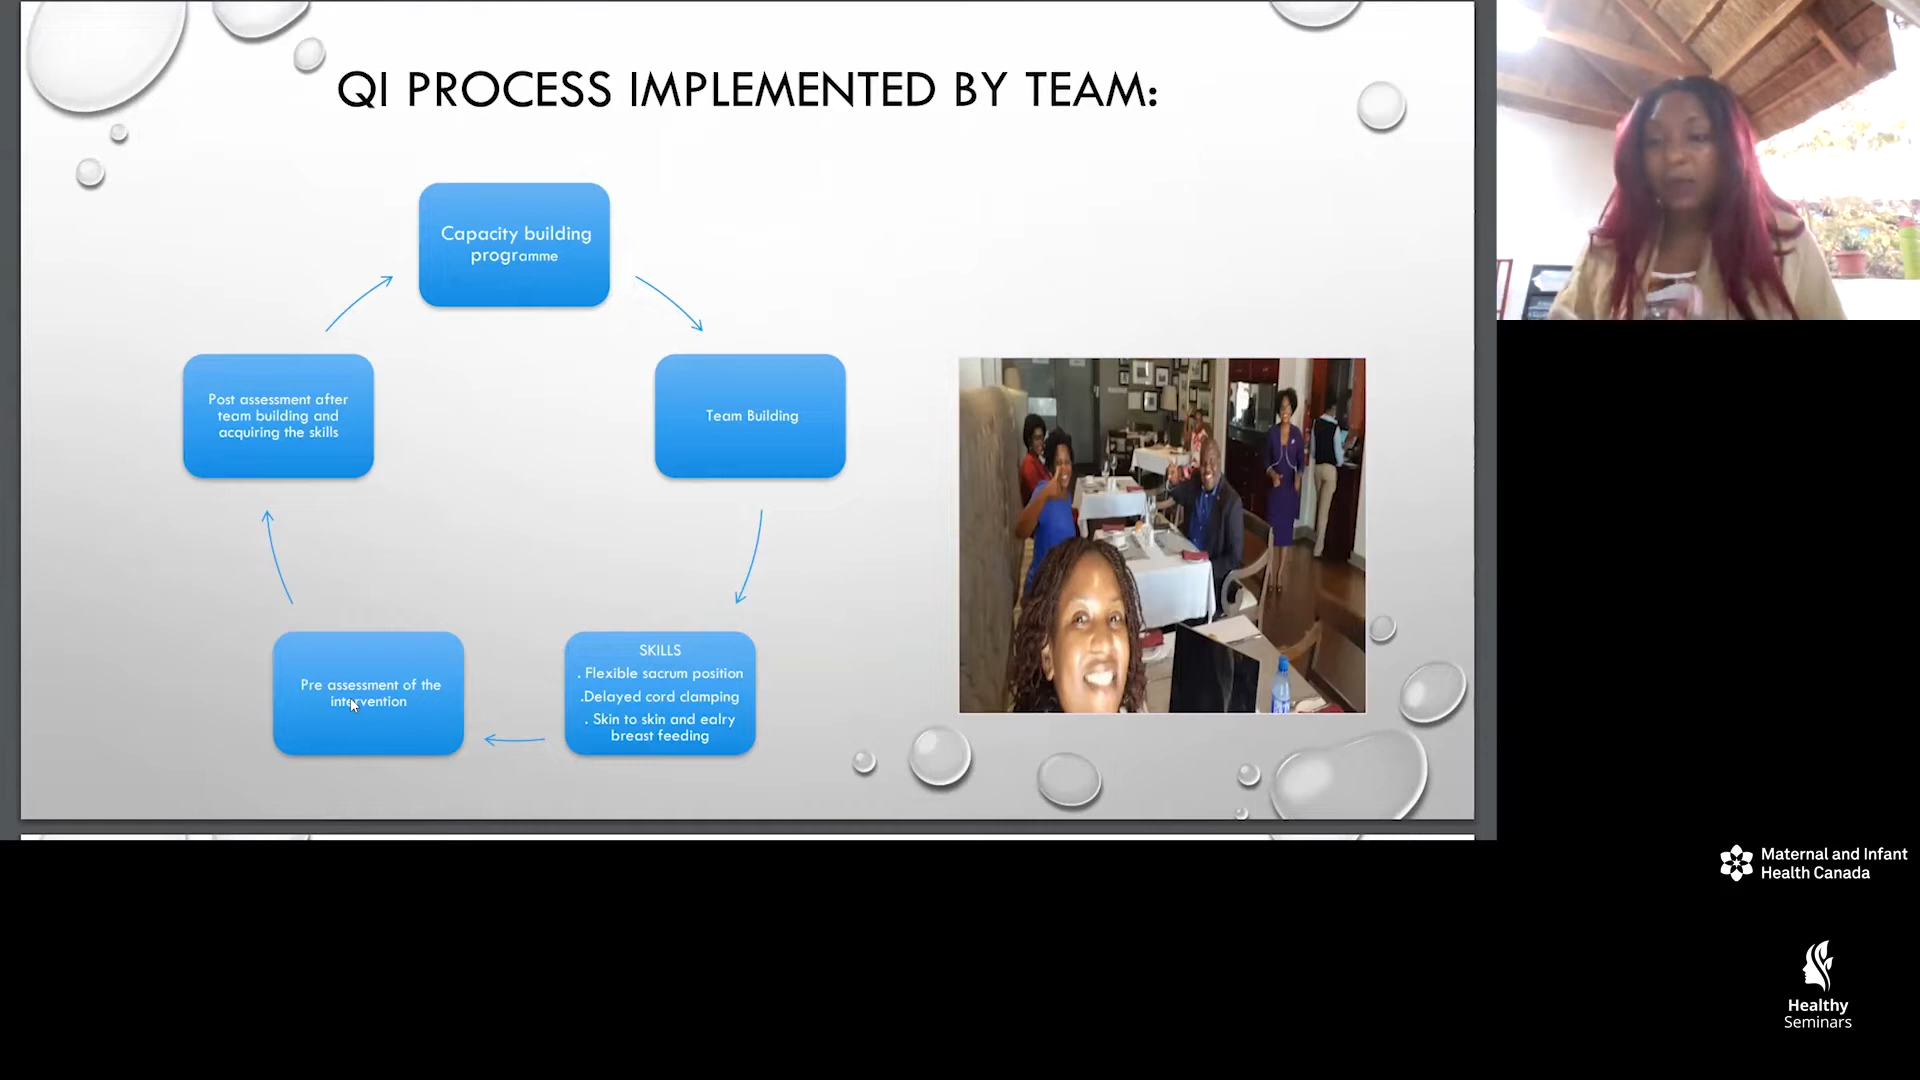 QI PROCESS IMPLEMENTED BY TEAM:
Capacity building
programme
Team Building
SKILLS
. Flexible sacrum position
.Delayed cord clamping
. Skin to skin and ealry
breast feeding
Pre assessment of the
intervention
Post assessment after
team building and
acquiring the skills
Maternal and Infant
Health Canada
Healthy
Seminars